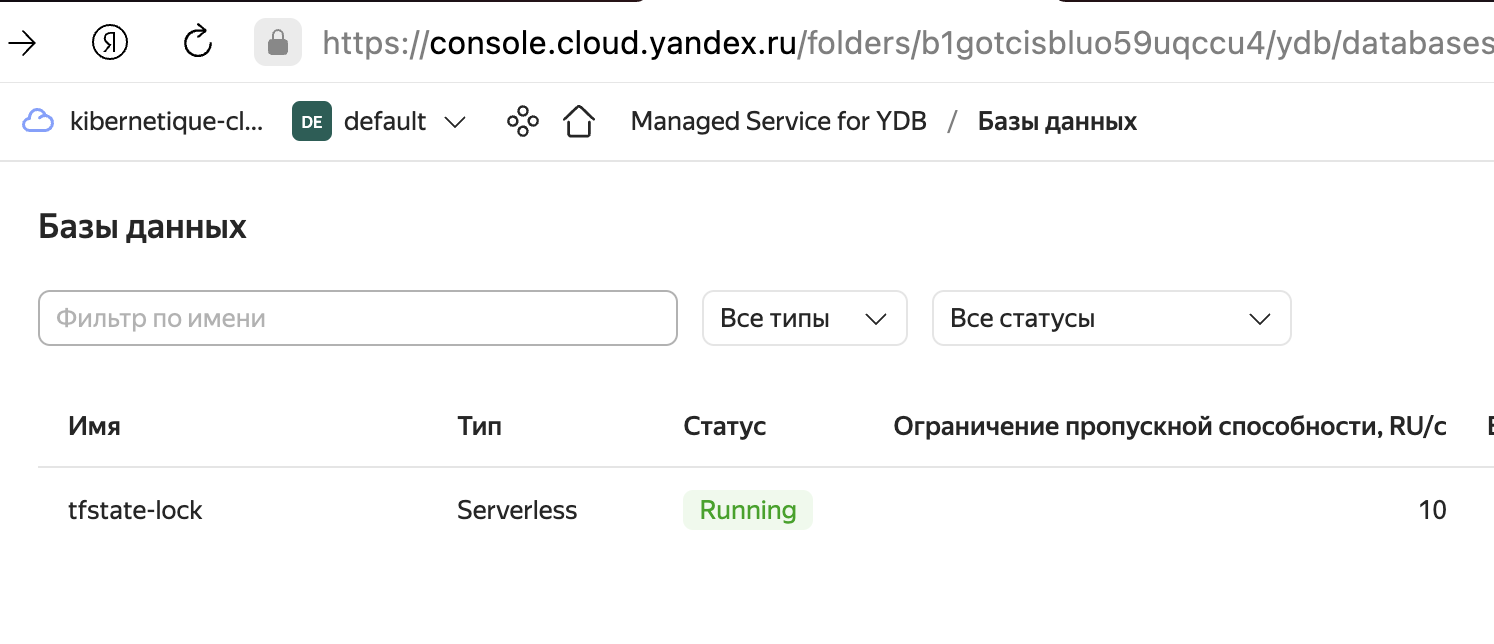 Я https://console.cloud.yandex.ru/folders/b1gotcisbluo59uqccu4/ydb/databases
kibernetique-cl... DE default Managed Service for YDB / Базы данных
Базы данных
Фильтр по имени Все типы Все статусы
Имя Тип Статус Ограничение пропускной способности, RU/c
tfstate-lock Serverless Running 10